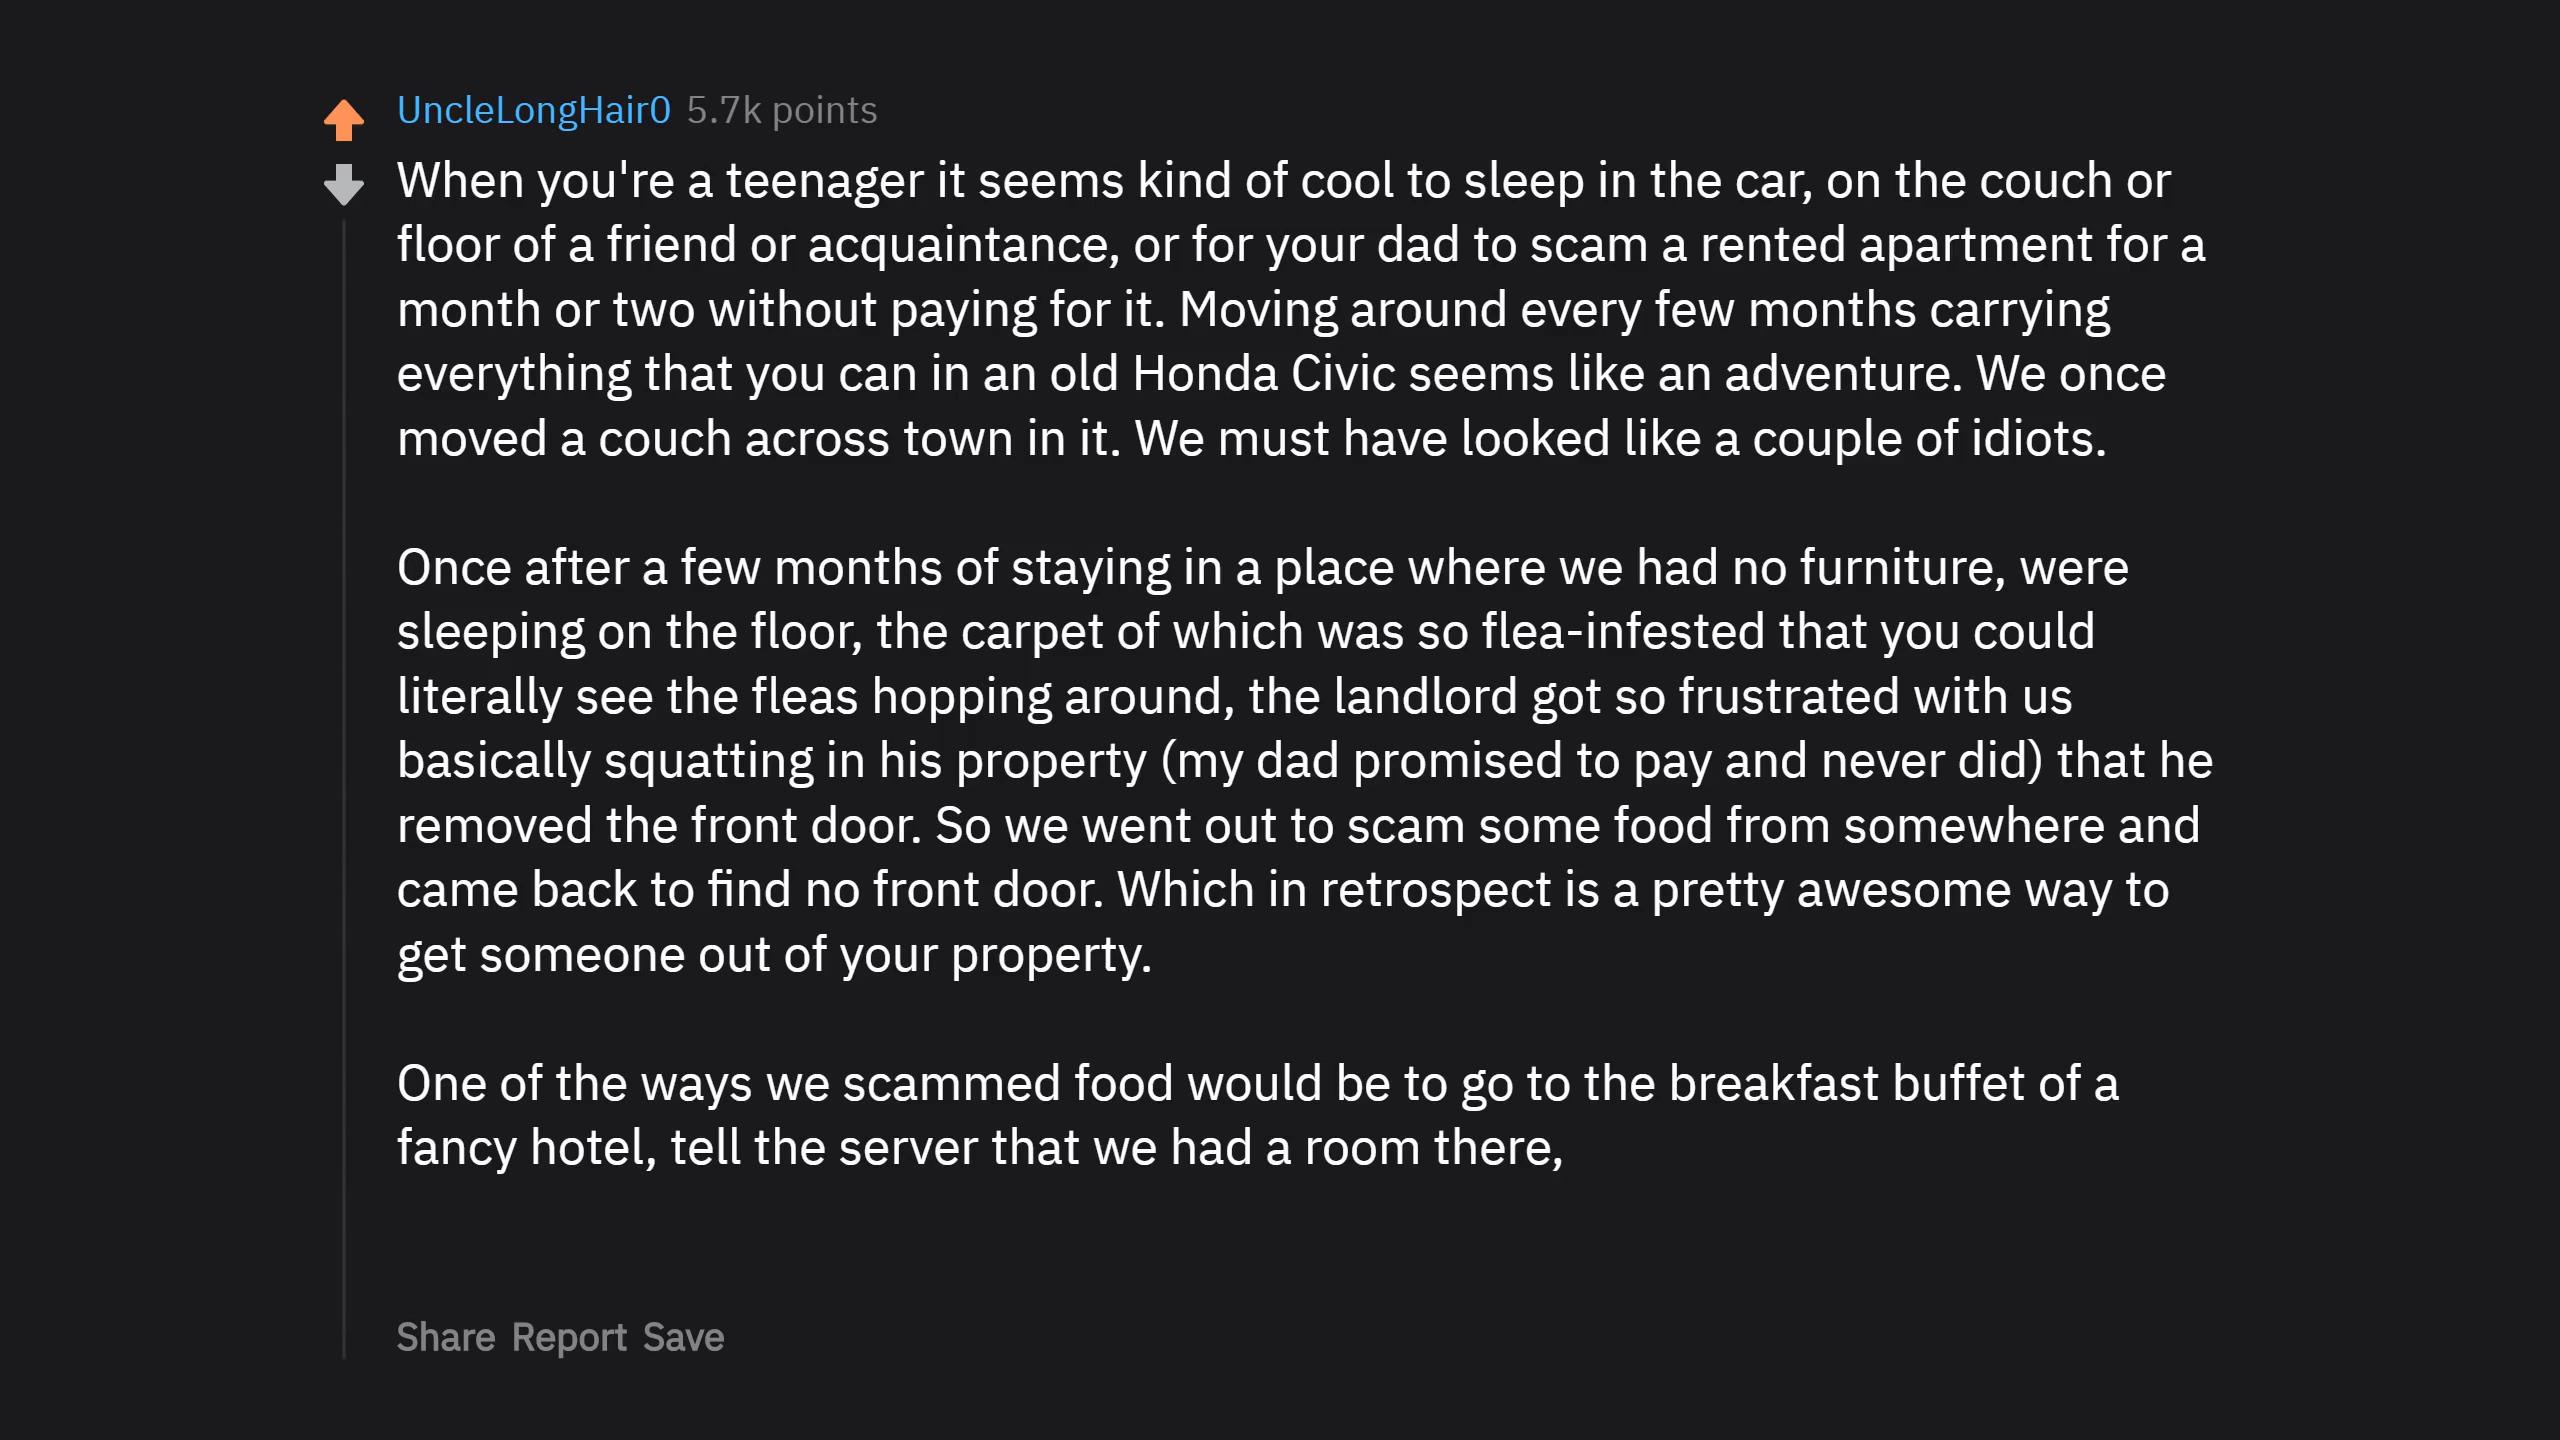 UncleLongHair0 5.7k points
When you're a teenager it seems kind of cool to sleep in the car, on the couch or
floor of a friend or acquaintance, or for your dad to scam a rented apartment for a
month or two without paying for it. Moving around every few months carrying
everything that you can in an old Honda Civic seems like an adventure. We once
moved a couch across town in it. We must have looked like a couple of idiots.
Once after a few months of staying in a place where we had no furniture, were
sleeping on the floor, the carpet of which was so flea-infested that you could
literally see the fleas hopping around, the landlord got so frustrated with us
basically squatting in his property (my dad promised to pay and never did) that he
removed the front door. So we went out to scam some food from somewhere and
came back to find no front door. Which in retrospect is a pretty awesome way to
get someone out of your property.
One of the ways we scammed food would be to go to the breakfast buffet of a
fancy hotel, tell the server that we had a room there,
Share Report Save